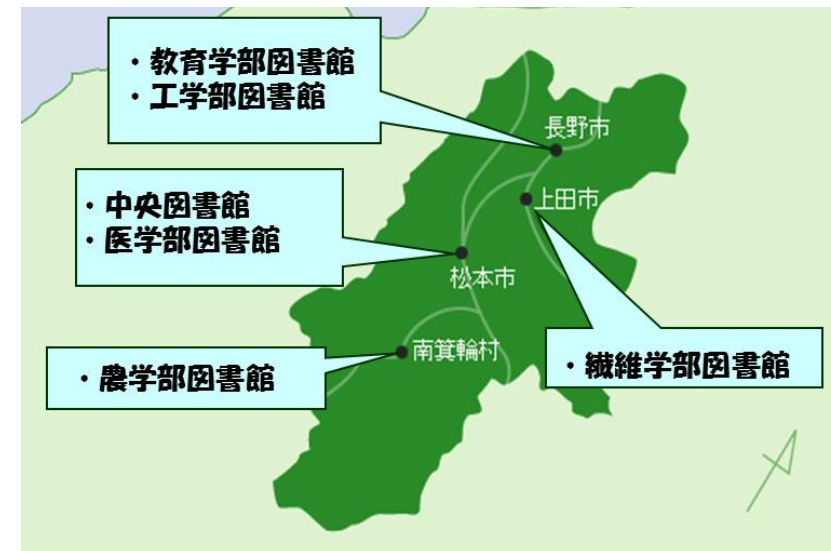 ・教育学部図書館
・工学部図書館
長野市
・中央図書館
・医学部図書館
上田市
松本市
・農学部図書館
南箕輪村
・繊維学部図書館